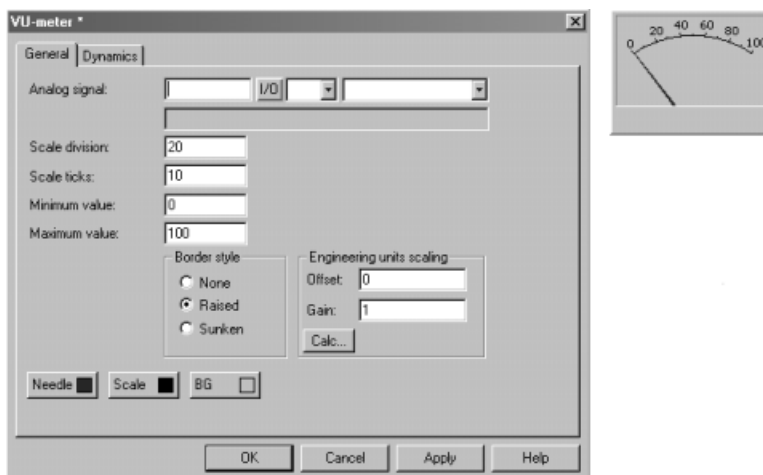 VU-meter *
General Dynamics
Analog signal: I/O
Scale division: 20
Scale ticks: 10
Minimum value: 0
Maximum value: 100
Border style
None
Raised
Sunken
Engineering units scaling
Offset: 0
Gain: 1
Calc...
Needle Scale BG
OK Cancel Apply Help
0 20 40 60 80 100